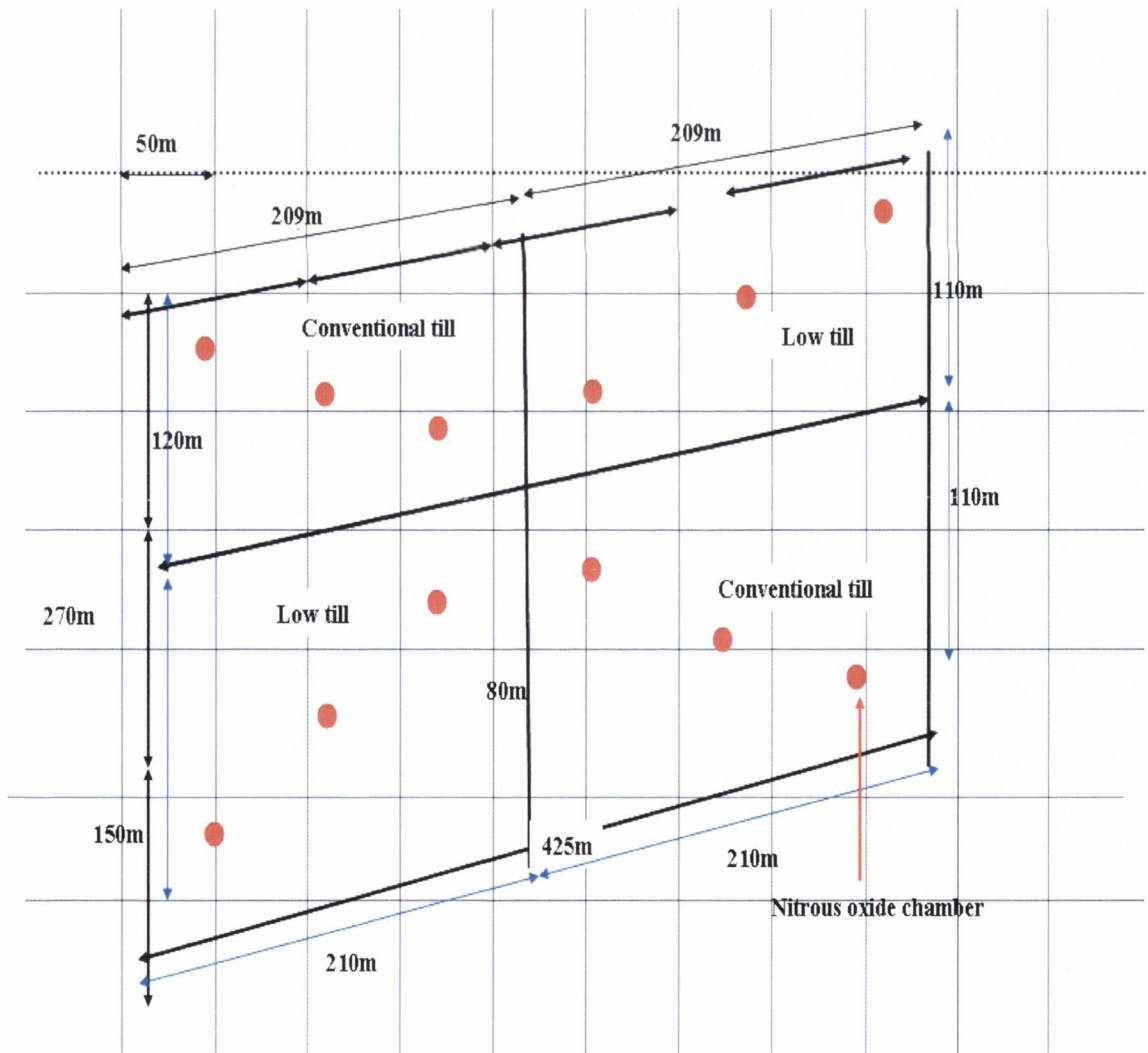 209m
50m
209m
110m
Conventional till
Low till
120m
110m
Conventional till
270m
Low till
80m
150m
425m
210m
Nitrous oxide chamber
210m